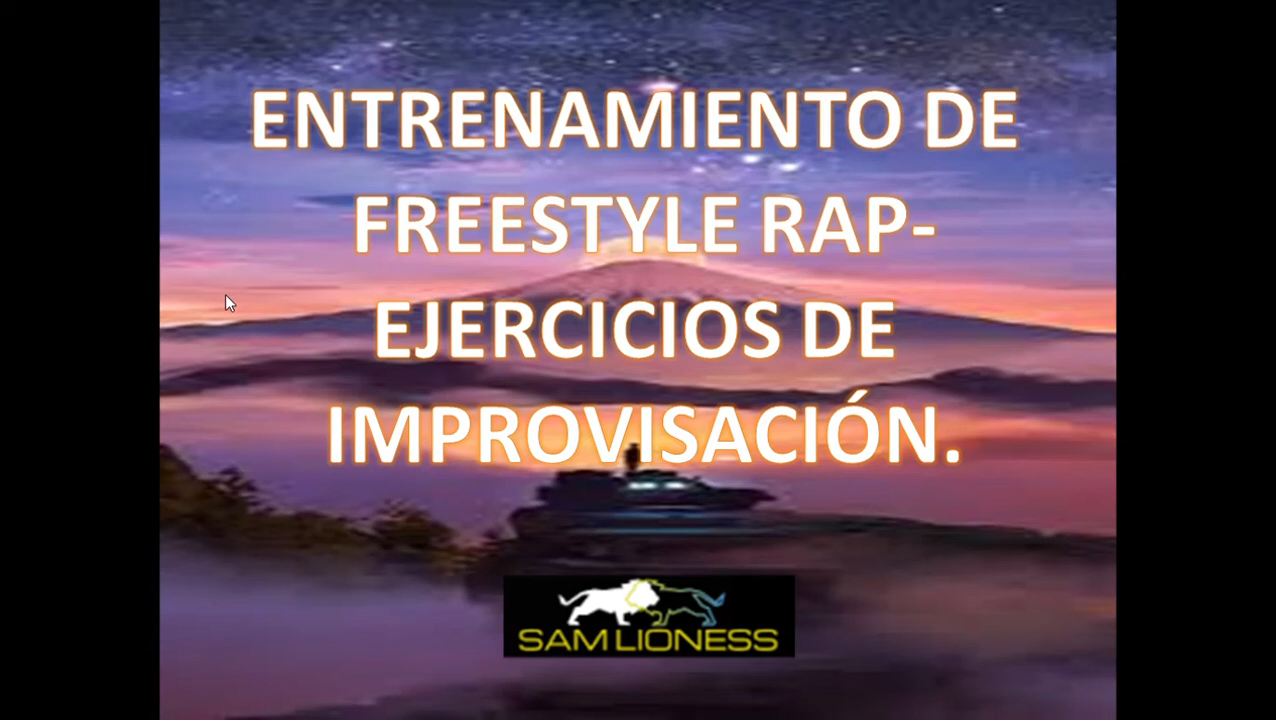 ENTRENAMIENTO DE
FREESTYLE RAP-
EJERCICIOS DE
IMPROVISACIÓN.
SAM LIONESS